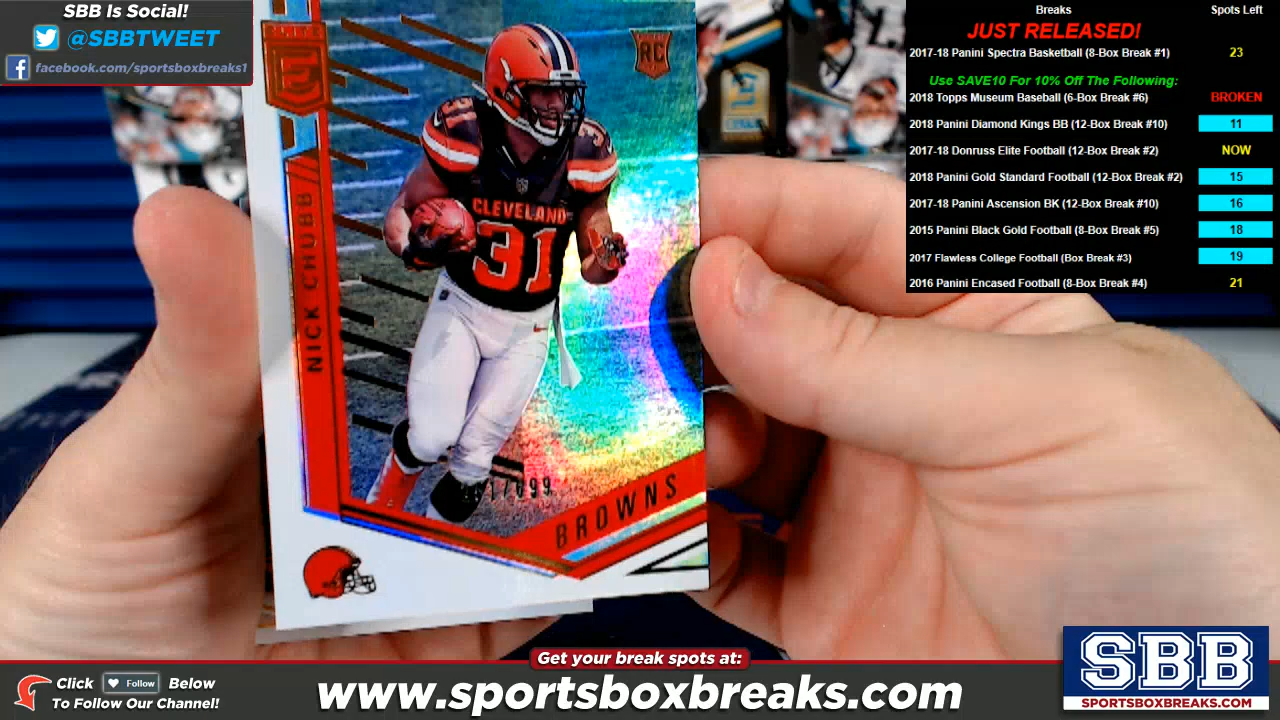 SBB Is Social!
@SBBTWEET
facebook.com/sportsboxbreaks1
Breaks Spots Left
JUST RELEASED!
2017-18 Panini Spectra Basketball (8-Box Break #1) 23
Use SAVE10 For 10% Off The Following:
2018 Topps Museum Baseball (6-Box Break #6) BROKEN
2018 Panini Diamond Kings BB (12-Box Break #10) 11
2017-18 Donruss Elite Football (12-Box Break #2) NOW
2018 Panini Gold Standard Football (12-Box Break #2) 15
2017-18 Panini Ascension BK (12-Box Break #10) 16
2015 Panini Black Gold Football (8-Box Break #5) 18
2017 Flawless College Football (Box Break #3) 19
2016 Panini Encased Football (8-Box Break #4) 21
RC
NICK CHUBB
31
CLEVELAND
31
BROWNS
Get your break spots at:
Click Follow Below
To Follow Our Channel!
www.sportsboxbreaks.com
SBB
SPORTSBOXBREAKS.COM